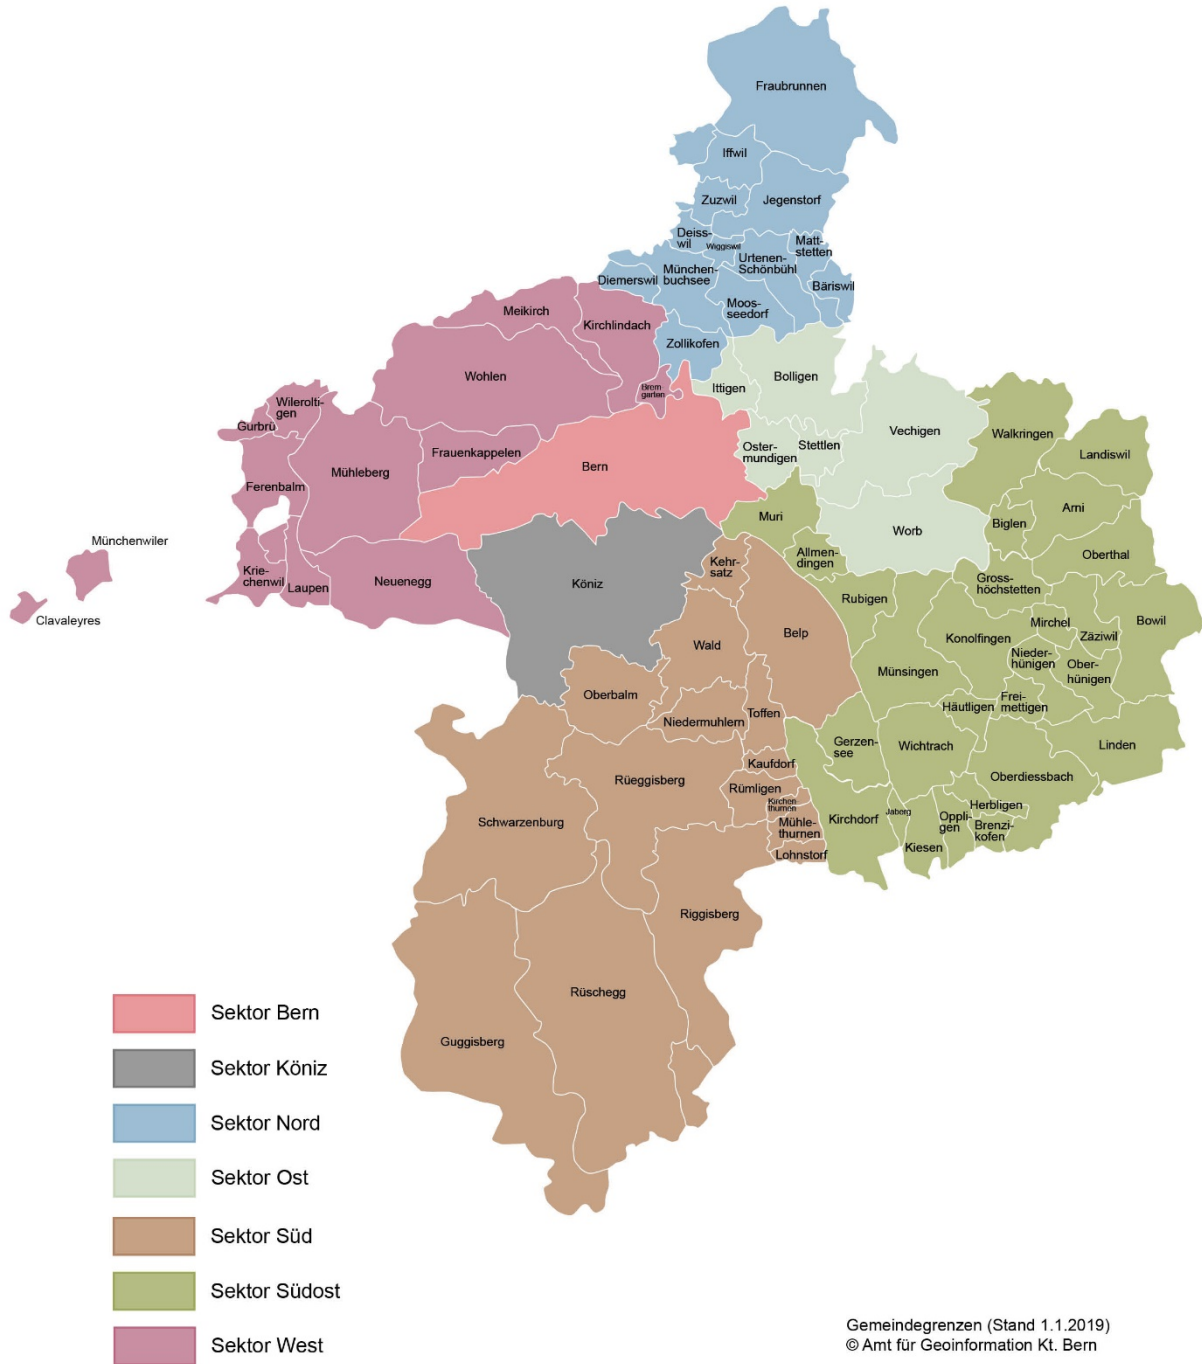 Fraubrunnen
Iffwil
Zuzwil
Jegenstorf
Deiss-
wil
Wiggiswil
Matt-
stetten
Urtenen-
Schönbühl
München-
buchsee
Diemerswil
Bäriswil
Moos-
seedorf
Zollikofen
Meikirch
Kirchlindach
Wohlen
Brem-
garten
Ittigen
Bolligen
Wilerolti-
gen
Gurbrü
Frauenkappelen
Mühleberg
Ferenbalm
Bern
Oster-
mundigen
Stettlen
Vechigen
Walkringen
Landiswil
Muri
Worb
Biglen
Arni
Oberthal
Münchenwiler
Clavaleyres
Krie-
chenwil
Laupen
Neuenegg
Köniz
Kehr-
satz
Allmen-
dingen
Rubigen
Gross-
höchstetten
Mirchel
Zäziwil
Bowil
Wald
Belp
Konolfingen
Nieder-
hünigen
Ober-
hünigen
Münsingen
Oberbalm
Niedermuhlern
Toffen
Häutligen
Frei-
mettigen
Gerzen-
see
Wichtrach
Linden
Kaufdorf
Rüeggisberg
Rümligen
Oberdiessbach
Kirchen
thurnen
Mühle-
thurnen
Lohnstorf
Kirchdorf
Jaberg
Kiesen
Oppli-
gen
Herbligen
Brenzi-
kofen
Schwarzenburg
Riggisberg
Rüschegg
Guggisberg
Sektor Bern
Sektor Köniz
Sektor Nord
Sektor Ost
Sektor Süd
Sektor Südost
Sektor West
Gemeindegrenzen (Stand 1.1.2019)
© Amt für Geoinformation Kt. Bern